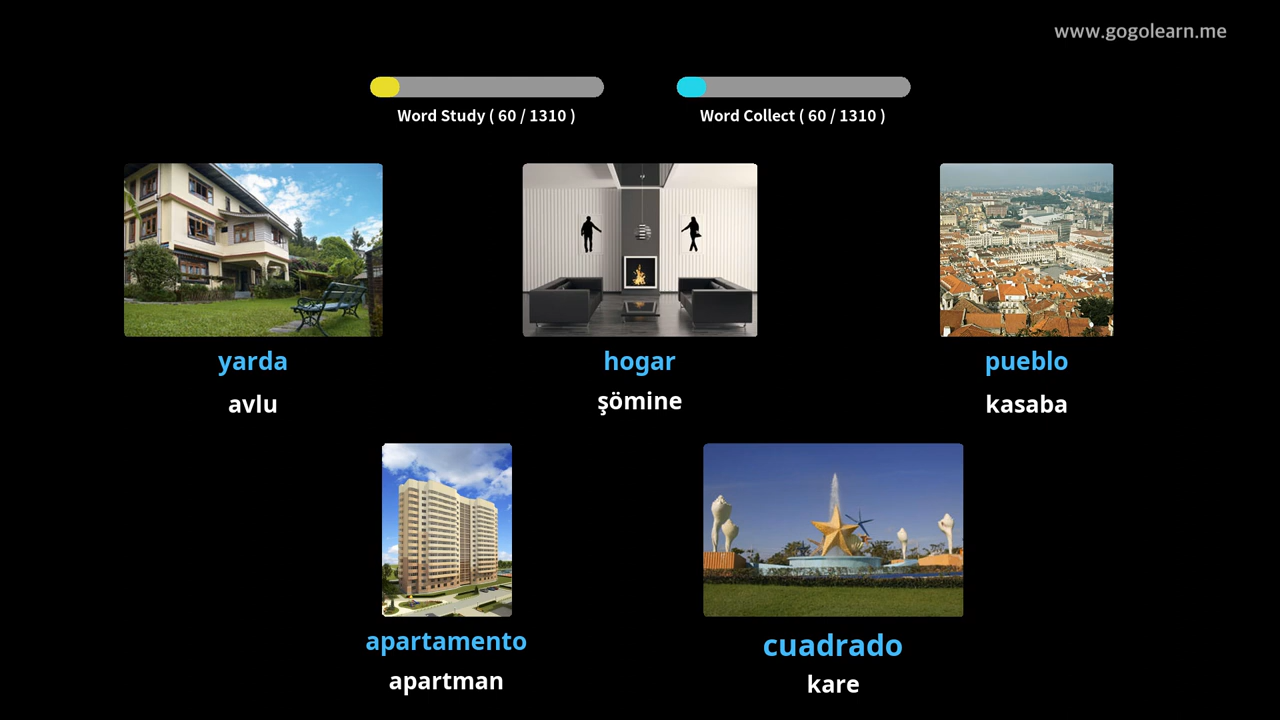 www.gogolearn.me
Word Study ( 60 / 1310 )
Word Collect ( 60 / 1310 )
yarda
hogar
pueblo
avlu
şömine
kasaba
apartamento
cuadrado
apartman
kare